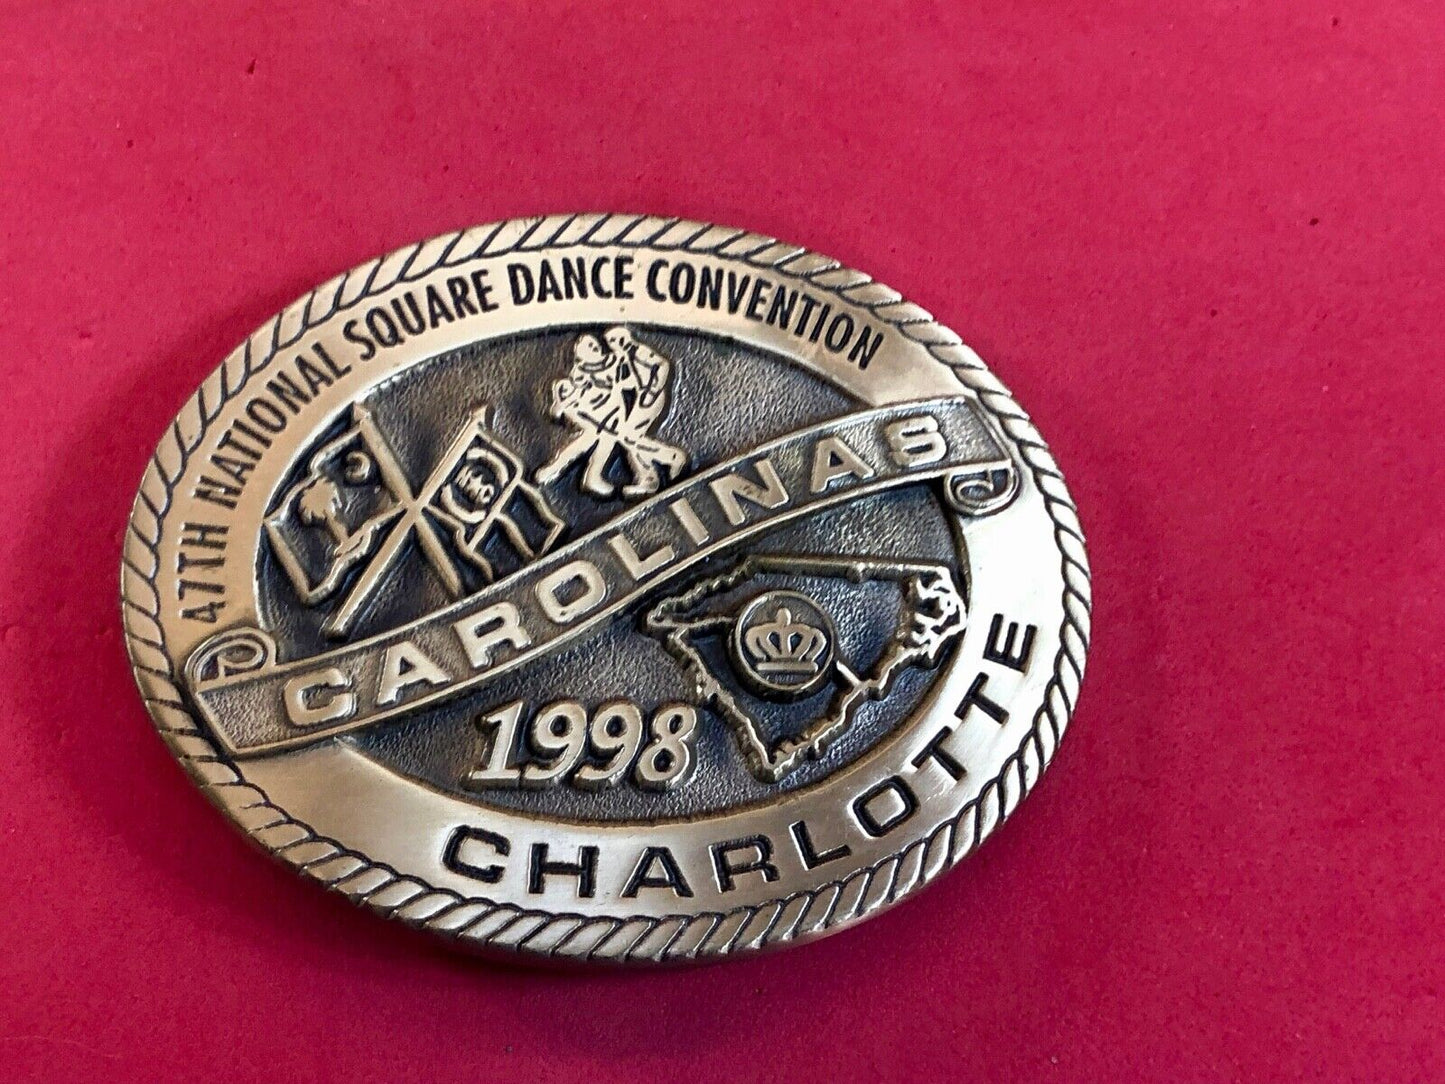 47TH NATIONAL SQUARE DANCE CONVENTION
CAROLINAS
1998
CHARLOTTE